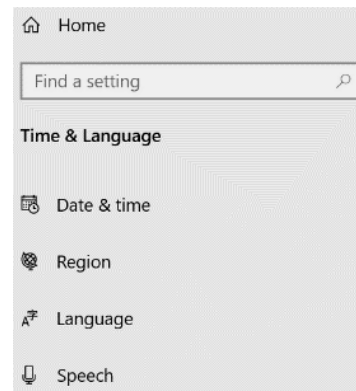 Home
Find a setting
Time & Language
Date & time
Region
Language
Speech